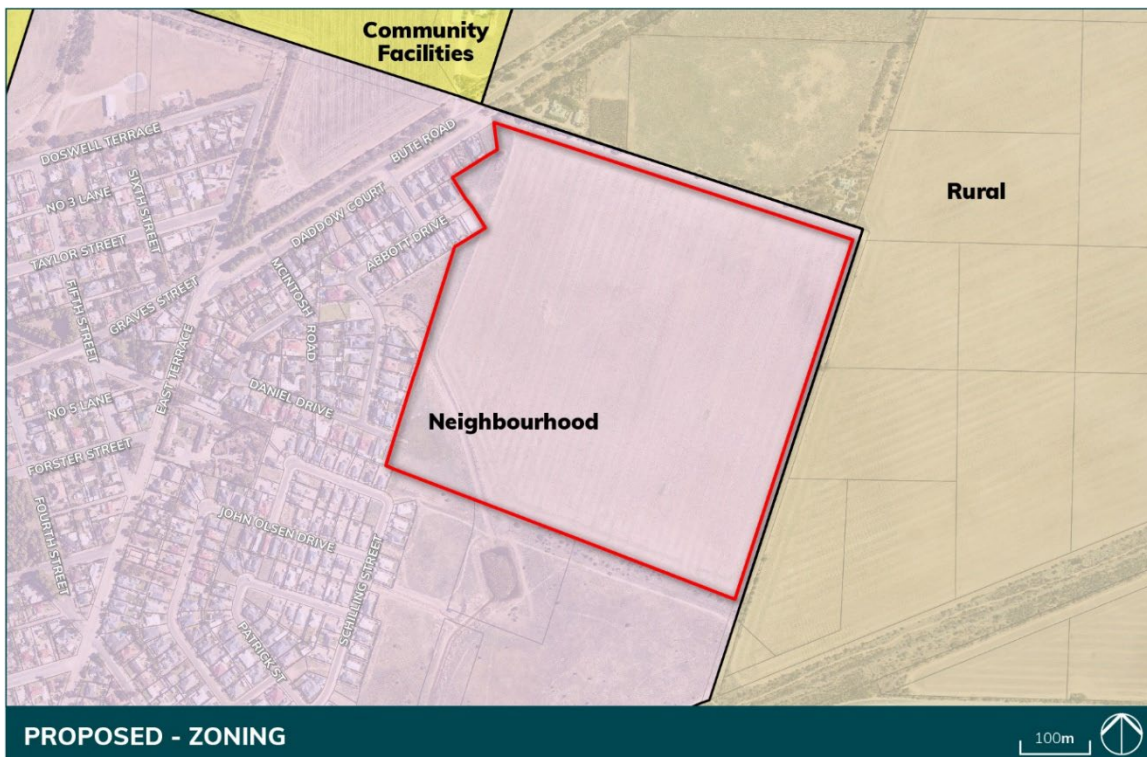 Community
Facilities
Rural
Neighbourhood
DOSWELL TERRACE
BUTE ROAD
NO 3 LANE
SIXTH STREET
DADDOW COURT
TAYLOR STREET
ABBOTT DRIVE
MCINTOSH ROAD
FIFTH STREET
GRAVES STREET
EAST TERRACE
NO 5 LANE
DANIEL DRIVE
FORSTER STREET
FOURTH STREET
JOHN OLSEN DRIVE
SCHILLING STREET
PATRICK ST
PROPOSED - ZONING
100m